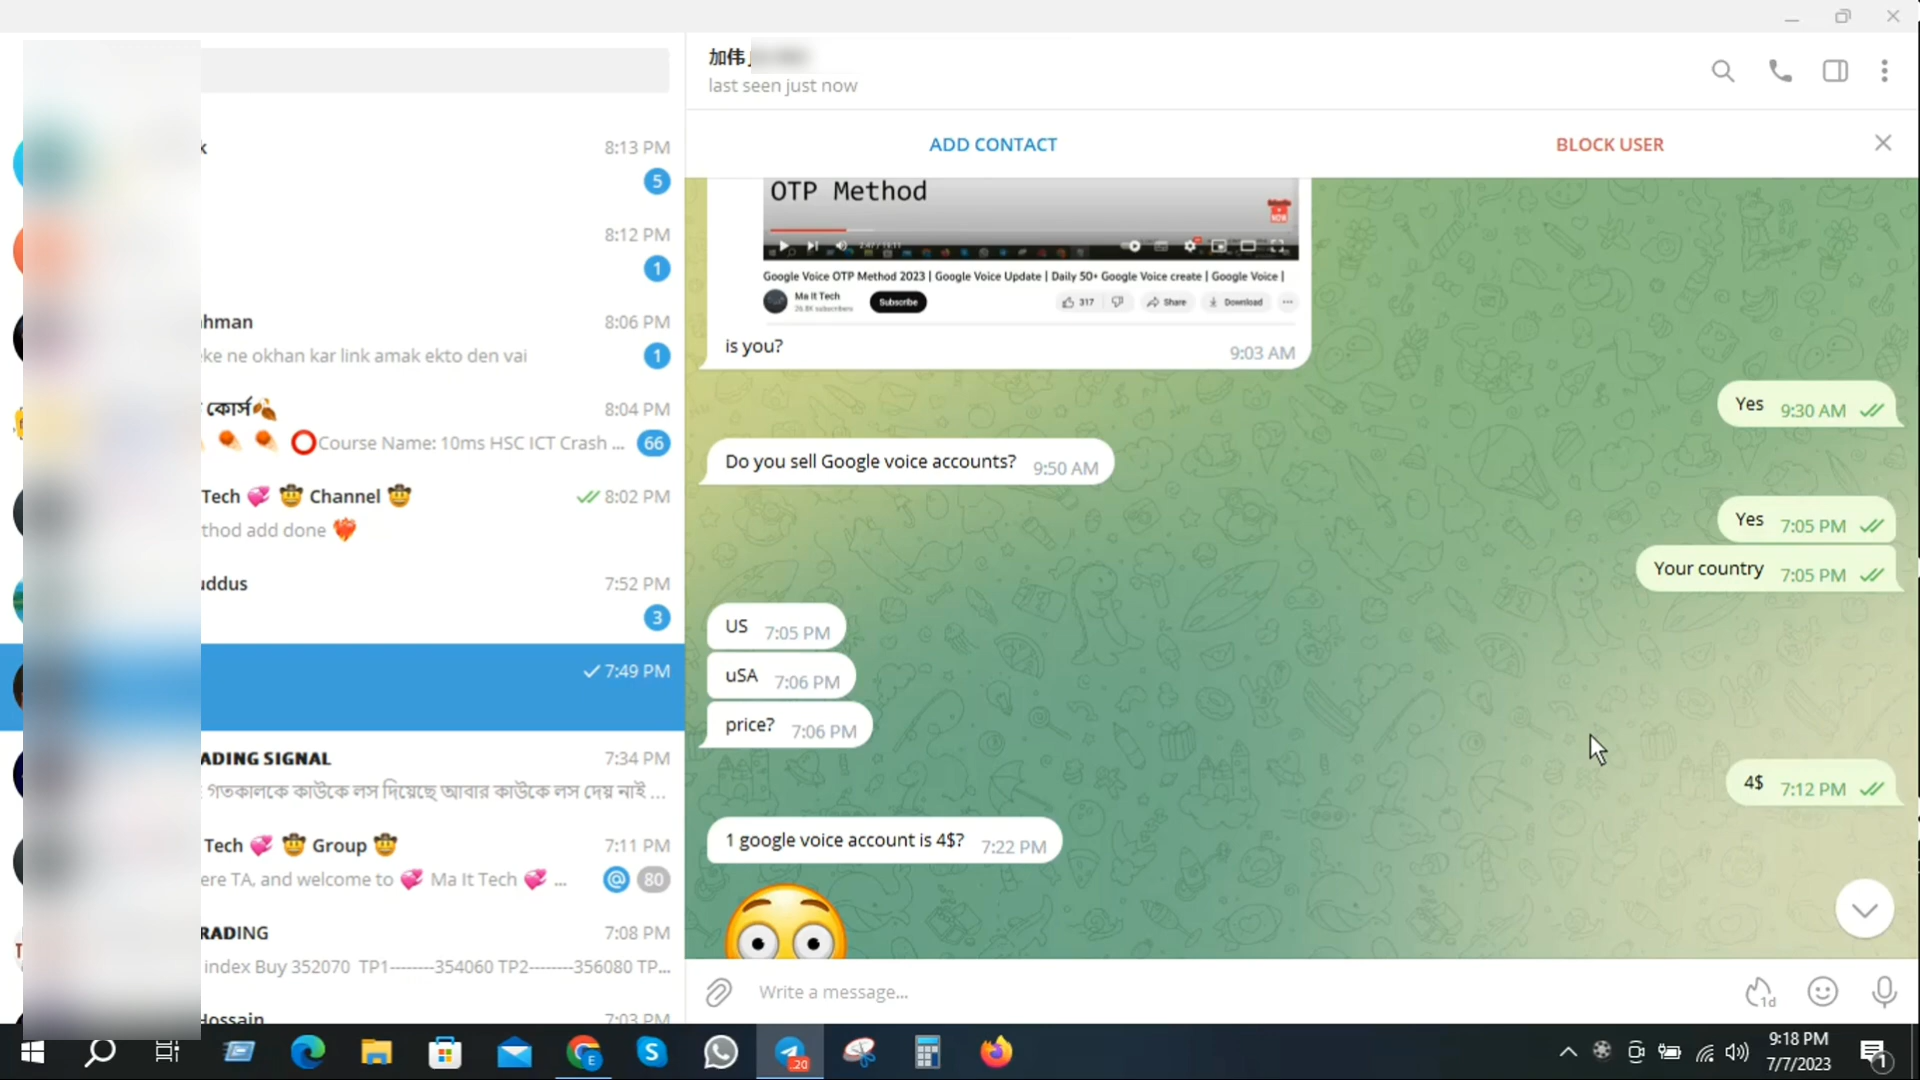 加伟
last seen just now
ADD CONTACT
BLOCK USER
k
8:13 PM
5
8:12 PM
1
hman
8:06 PM
eke ne okhan kar link amak ekto den vai
1
কোর্স
8:04 PM
Course Name: 10ms HSC ICT Crash ...
66
Tech 💞 🤠 Channel 🤠
8:02 PM
thod add done ❤️‍🔥
uddus
7:52 PM
3
7:49 PM
ADING SIGNAL
7:34 PM
গতকালকে কাউকে লস দিয়েছে আবার কাউকে লস দেয় নাই ...
Tech 💞 🤠 Group 🤠
7:11 PM
ere TA, and welcome to 💞 Ma It Tech 💞 ...
@
80
RADING
7:08 PM
index Buy 352070 TP1--------354060 TP2--------356080 TP...
Hossain
7:03 PM
OTP Method
NOW
Google Voice OTP Method 2023 | Google Voice Update | Daily 50+ Google Voice create | Google Voice |
Ma It Tech
Subscribe
317
Share
Download
is you?
9:03 AM
Yes 9:30 AM
Do you sell Google voice accounts? 9:50 AM
Yes 7:05 PM
Your country 7:05 PM
US 7:05 PM
uSA 7:06 PM
price? 7:06 PM
4$ 7:12 PM
1 google voice account is 4$? 7:22 PM
Write a message...
1d
20
9:18 PM
7/7/2023
1